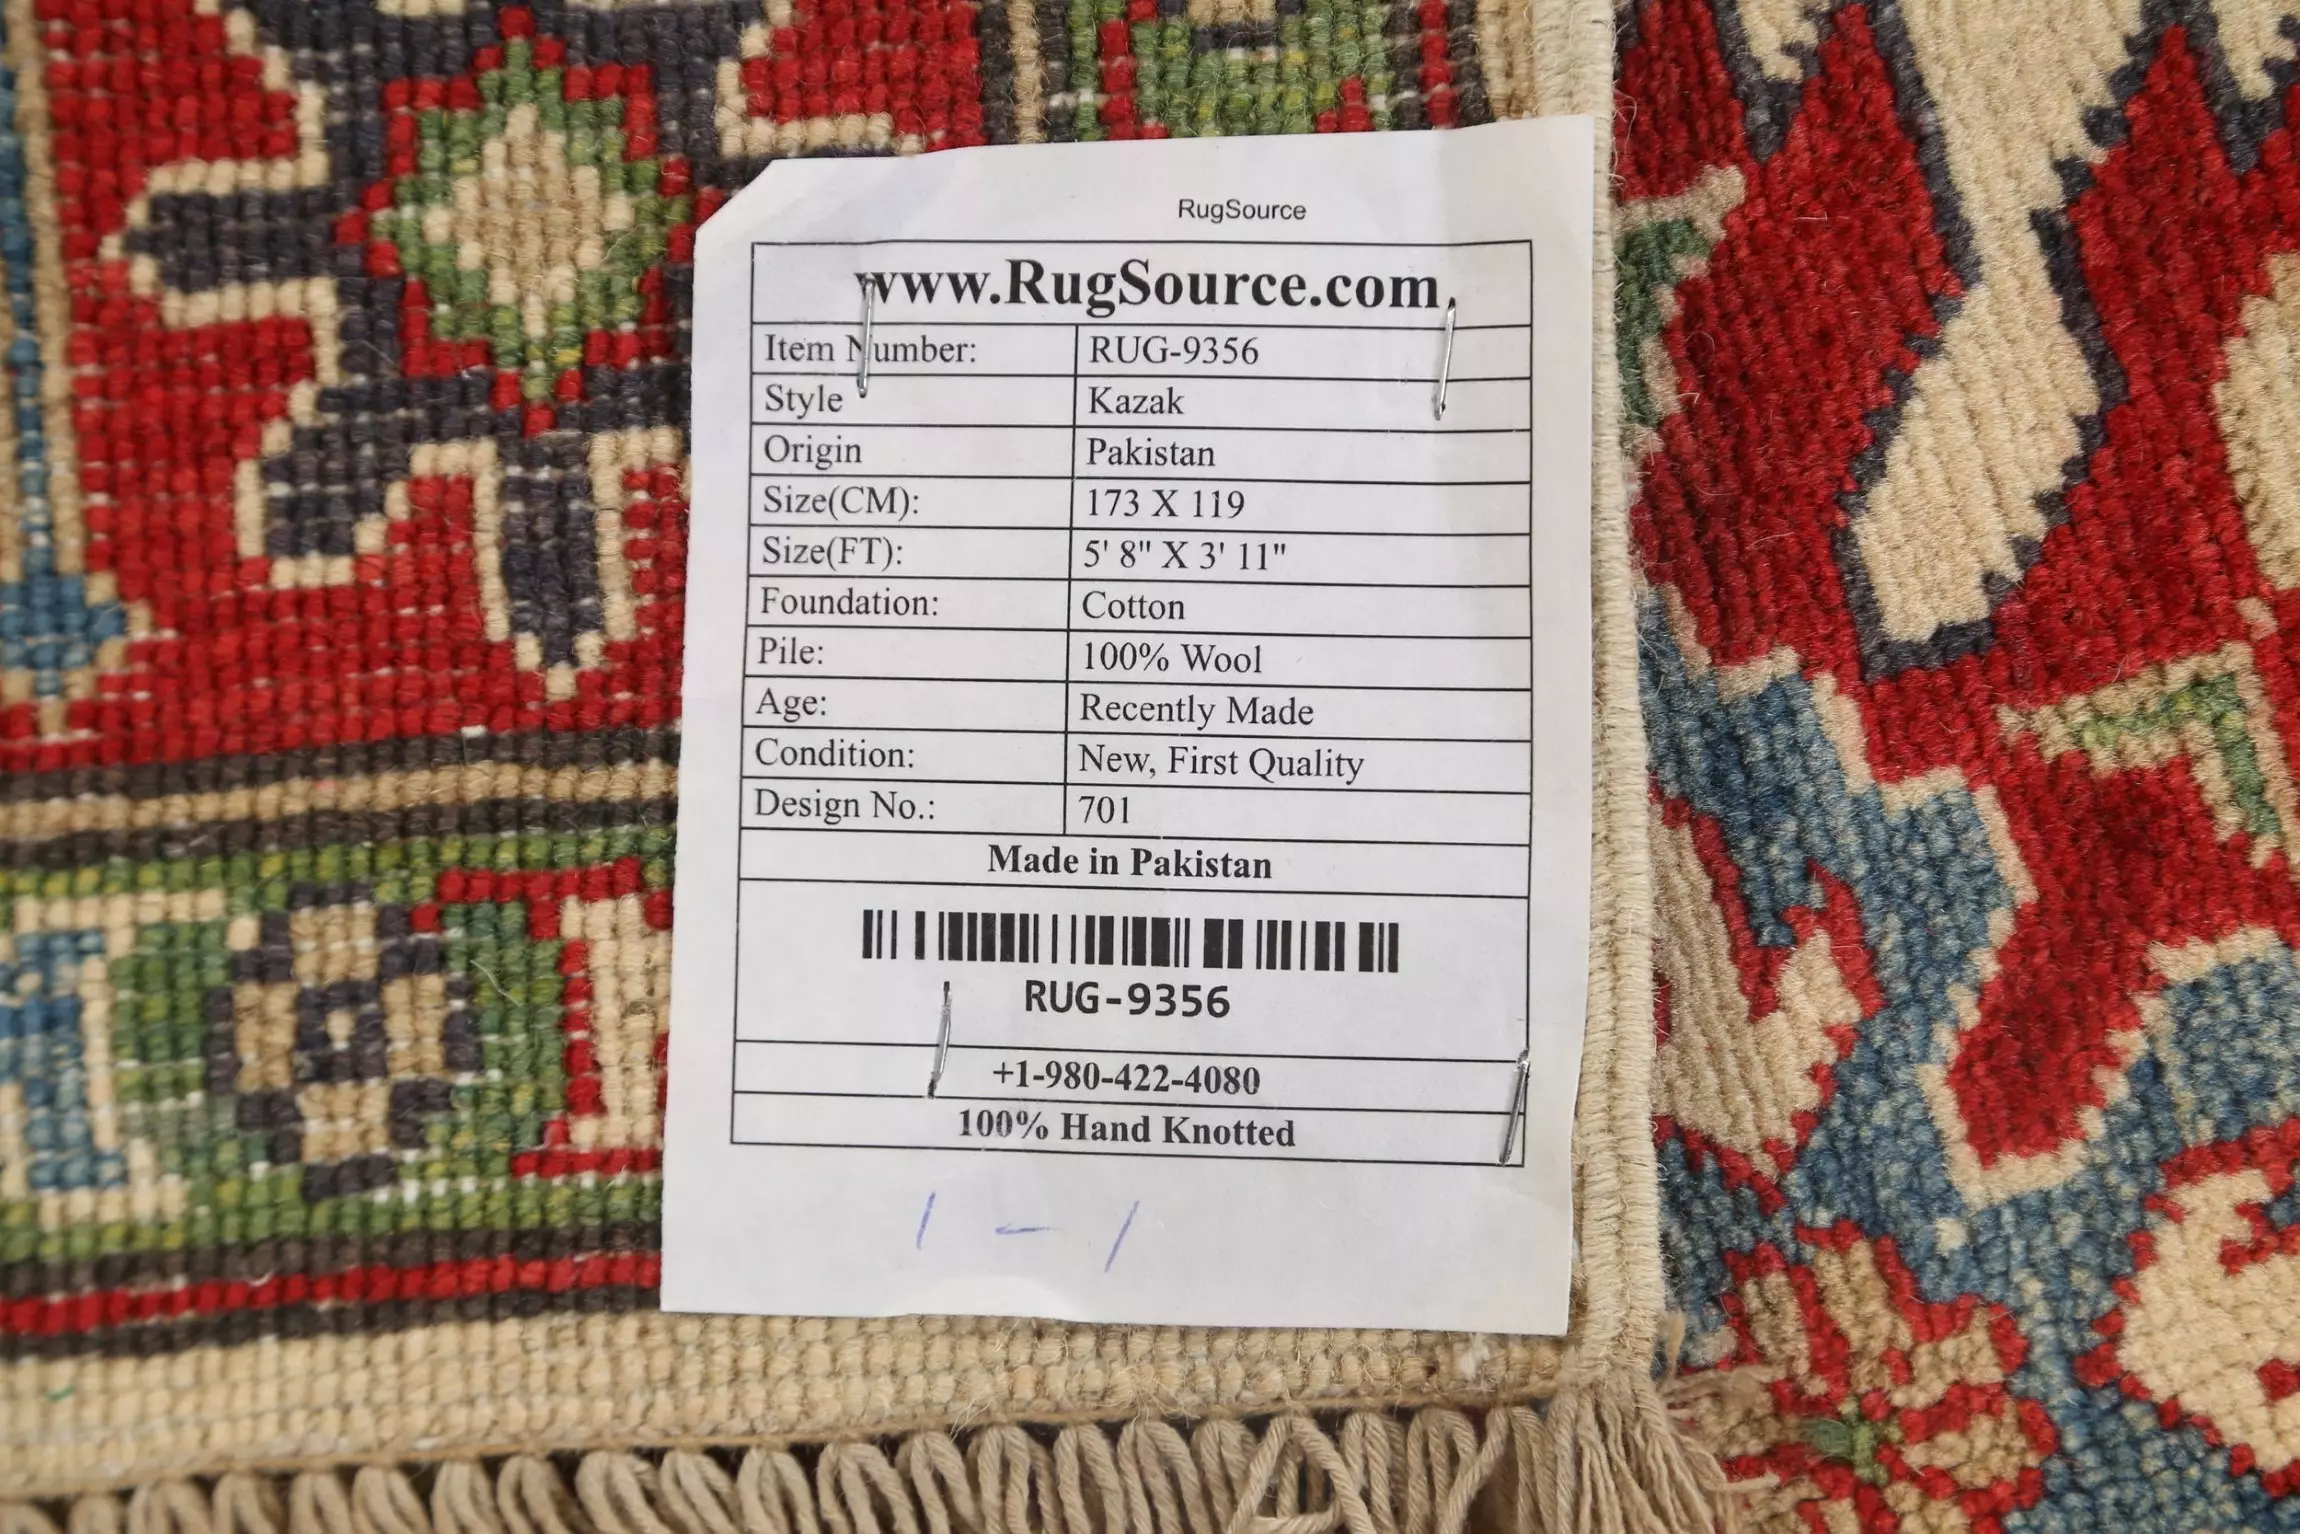 RugSource
www.RugSource.com
Item Number: RUG-9356
Style Kazak
Origin Pakistan
Size(CM): 173 X 119
Size(FT): 5' 8" X 3' 11"
Foundation: Cotton
Pile: 100% Wool
Age: Recently Made
Condition: New, First Quality
Design No.: 701
Made in Pakistan
RUG-9356
+1-980-422-4080
100% Hand Knotted
1 - 1